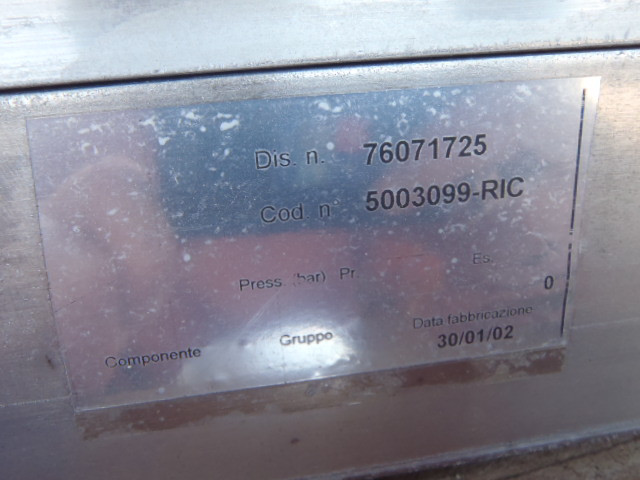 Dis. n. 76071725
Cod n 5003099-RIC
Press. (bar) Pr. Es.
0
Componente Gruppo Data fabbricazione
30/01/02